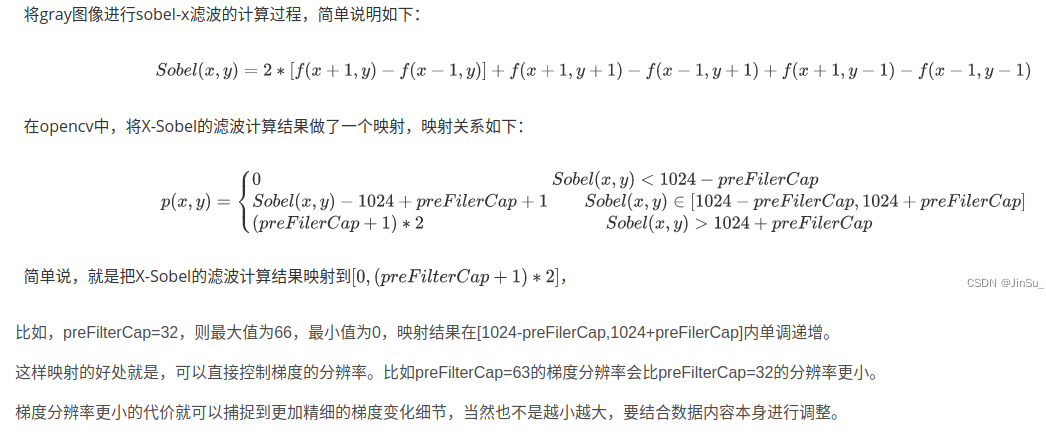 将gray图像进行sobel-x滤波的计算过程，简单说明如下：
Sobel(x, y) = 2 * [f(x + 1, y) − f(x − 1, y)] + f(x + 1, y + 1) − f(x − 1, y + 1) + f(x + 1, y − 1) − f(x − 1, y − 1)
在opencv中，将X-Sobel的滤波计算结果做了一个映射，映射关系如下：
0 Sobel(x, y) < 1024 − preFilerCap
p(x, y) = { Sobel(x, y) − 1024 + preFilerCap + 1 Sobel(x, y) ∈ [1024 − preFilerCap, 1024 + preFilerCap]
(preFilerCap + 1) * 2 Sobel(x, y) > 1024 + preFilerCap
简单说，就是把X-Sobel的滤波计算结果映射到[0, (preFilterCap + 1) * 2]，
CSDN @JinSu_
比如，preFilterCap=32，则最大值为66，最小值为0，映射结果在[1024-preFilerCap,1024+preFilerCap]内单调递增。
这样映射的好处就是，可以直接控制梯度的分辨率。比如preFilterCap=63的梯度分辨率会比preFilterCap=32的分辨率更小。
梯度分辨率更小的代价就可以捕捉到更加精细的梯度变化细节，当然也不是越小越大，要结合数据内容本身进行调整。